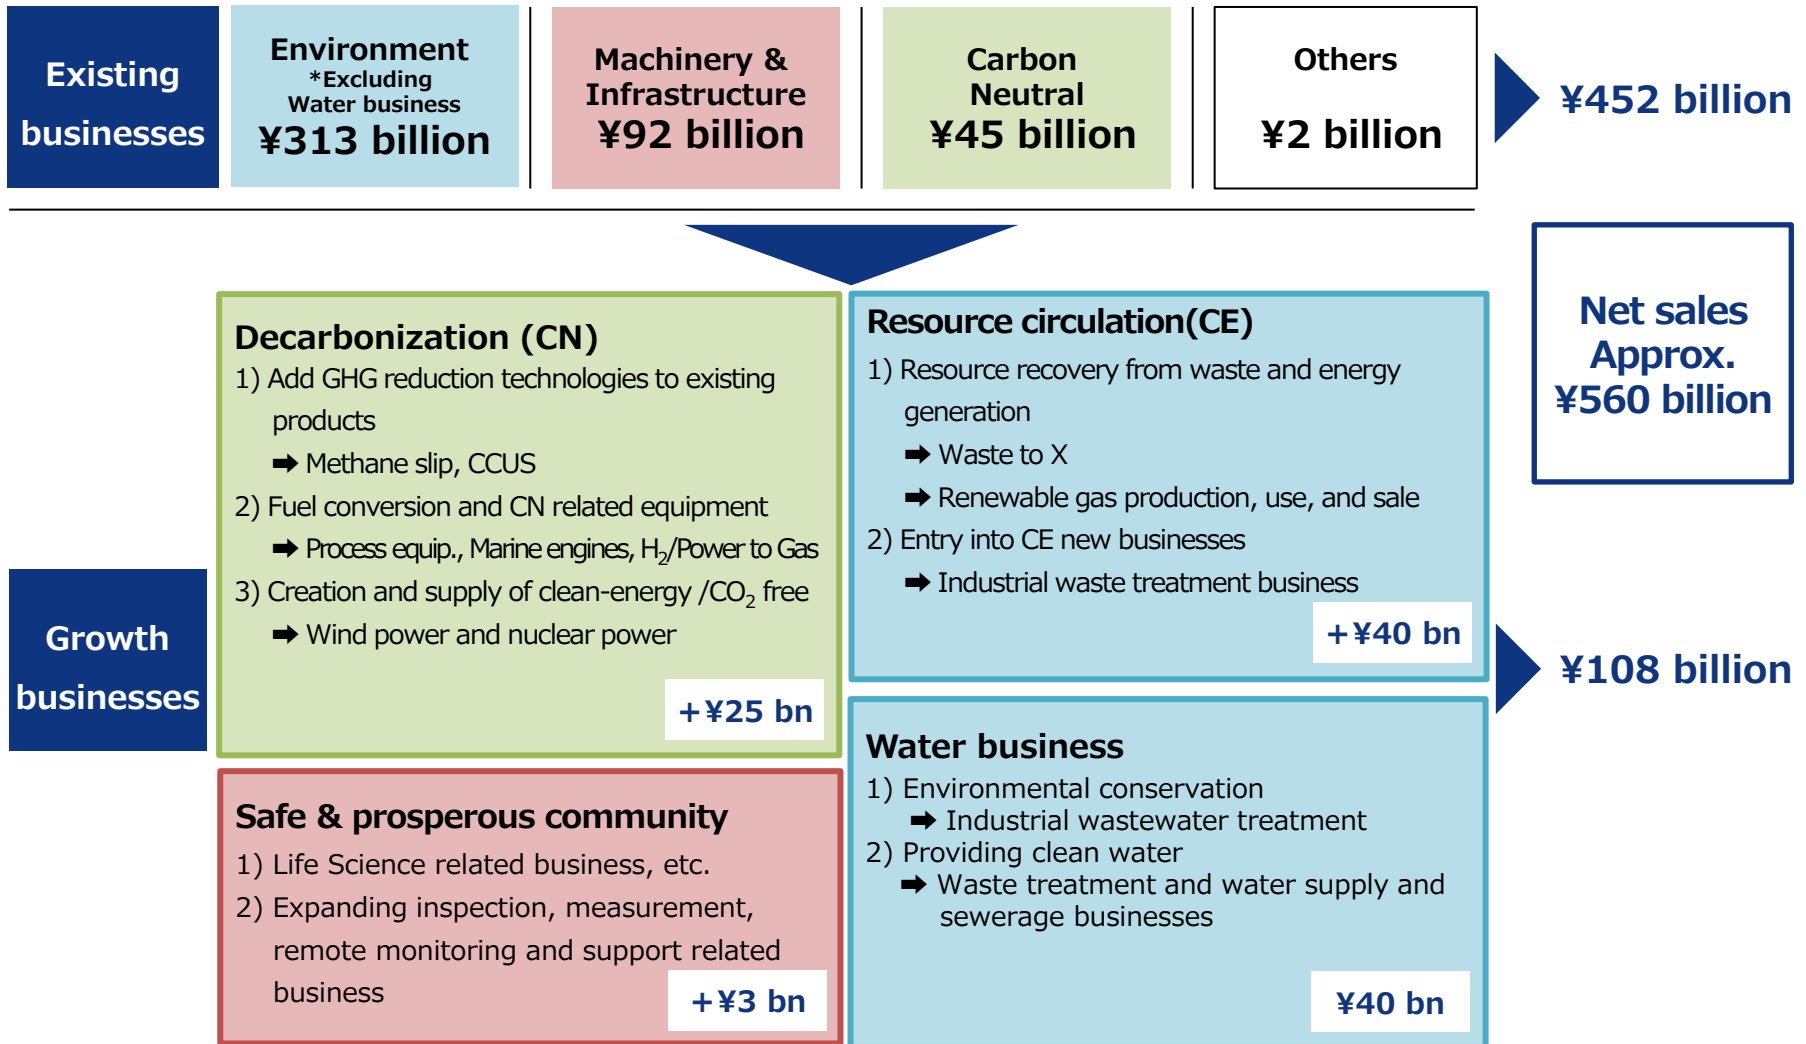 Existing
businesses
Environment
*Excluding
Water business
¥313 billion
Machinery &
Infrastructure
¥92 billion
Carbon
Neutral
¥45 billion
Others
¥2 billion
¥452 billion
Net sales
Approx.
¥560 billion
Growth
businesses
Decarbonization (CN)
1) Add GHG reduction technologies to existing
products
➡ Methane slip, CCUS
2) Fuel conversion and CN related equipment
➡ Process equip., Marine engines, H₂/Power to Gas
3) Creation and supply of clean-energy /CO₂ free
➡ Wind power and nuclear power
+¥25 bn
Resource circulation(CE)
1) Resource recovery from waste and energy
generation
➡ Waste to X
➡ Renewable gas production, use, and sale
2) Entry into CE new businesses
➡ Industrial waste treatment business
+¥40 bn
¥108 billion
Safe & prosperous community
1) Life Science related business, etc.
2) Expanding inspection, measurement,
remote monitoring and support related
business
+¥3 bn
Water business
1) Environmental conservation
➡ Industrial wastewater treatment
2) Providing clean water
➡ Waste treatment and water supply and
sewerage businesses
¥40 bn